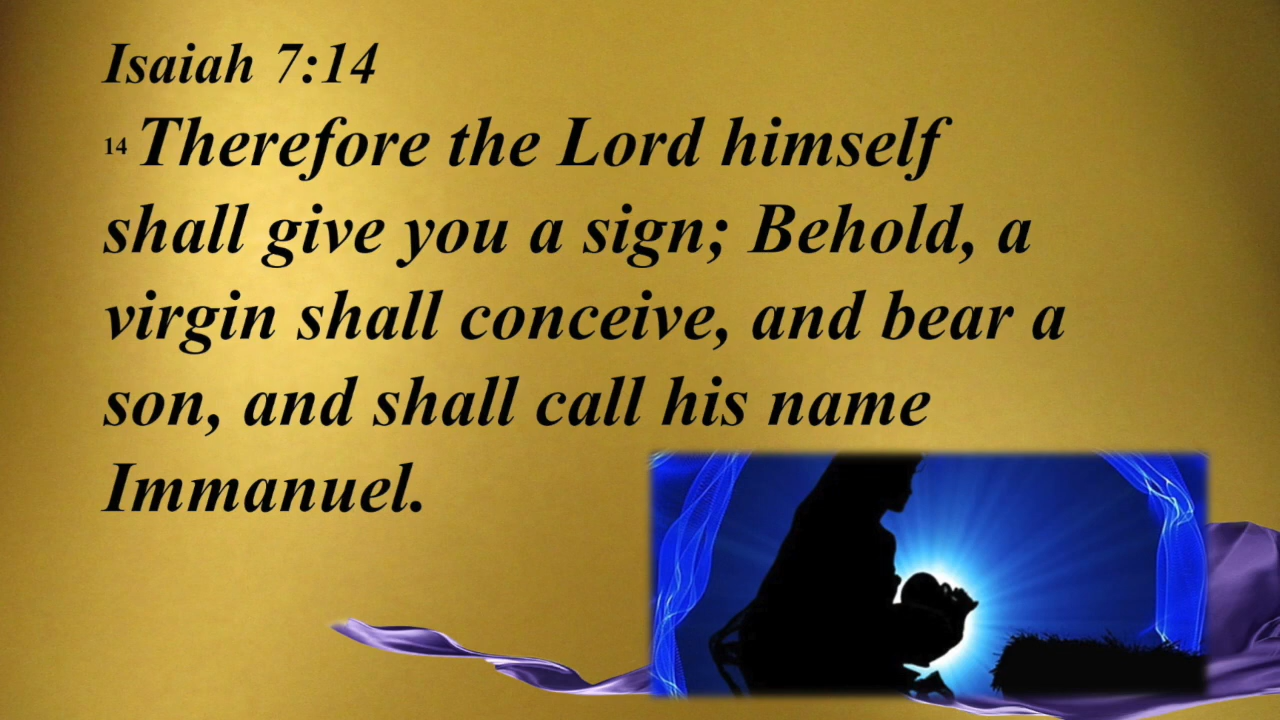 Isaiah 7:14
14 Therefore the Lord himself
shall give you a sign; Behold, a
virgin shall conceive, and bear a
son, and shall call his name
Immanuel.